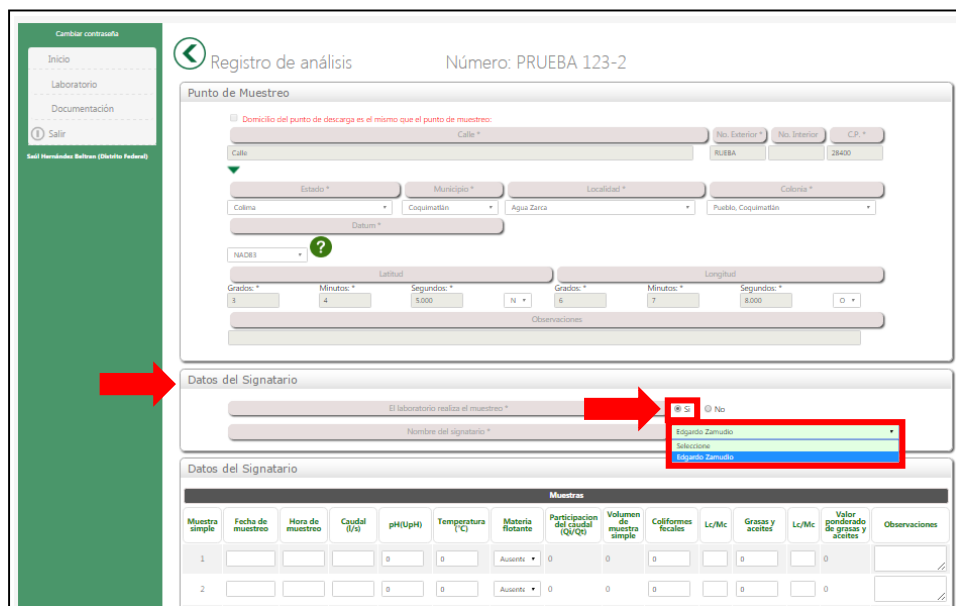 Cambiar contraseña
Inicio
Laboratorio
Documentación
Salir
Saúl Hernández Beltran (Distrito Federal)
Registro de análisis Número: PRUEBA 123-2
Punto de Muestreo
Domicilio del punto de descarga es el mismo que el punto de muestreo:
Calle * No. Exterior * No. Interior C.P. *
Calle RUEBA 28400
Estado * Municipio * Localidad * Colonia *
Colima Coquimatlán Agua Zarca Pueblo, Coquimatlán
Datum *
NAD83 ?
Latitud Longitud
Grados: * Minutos: * Segundos: * Grados: * Minutos: * Segundos: *
3 4 5.000 N 6 7 8.000 O
Observaciones
Datos del Signatario
El laboratorio realiza el muestreo * Si No
Nombre del signatario * Edgardo Zamudio
Seleccione
Edgardo Zamudio
Datos del Signatario
Muestras
Muestra simple Fecha de muestreo Hora de muestreo Caudal (l/s) pH(UpH) Temperatura (°C) Materia flotante Participacion del caudal (Qi/Qt) Volumen de muestra simple Coliformes fecales Lc/Mc Grasas y aceites Lc/Mc Valor ponderado de grasas y aceites Observaciones
1 0 0 Ausente 0 0 0 0 0
2 0 0 Ausente 0 0 0 0 0